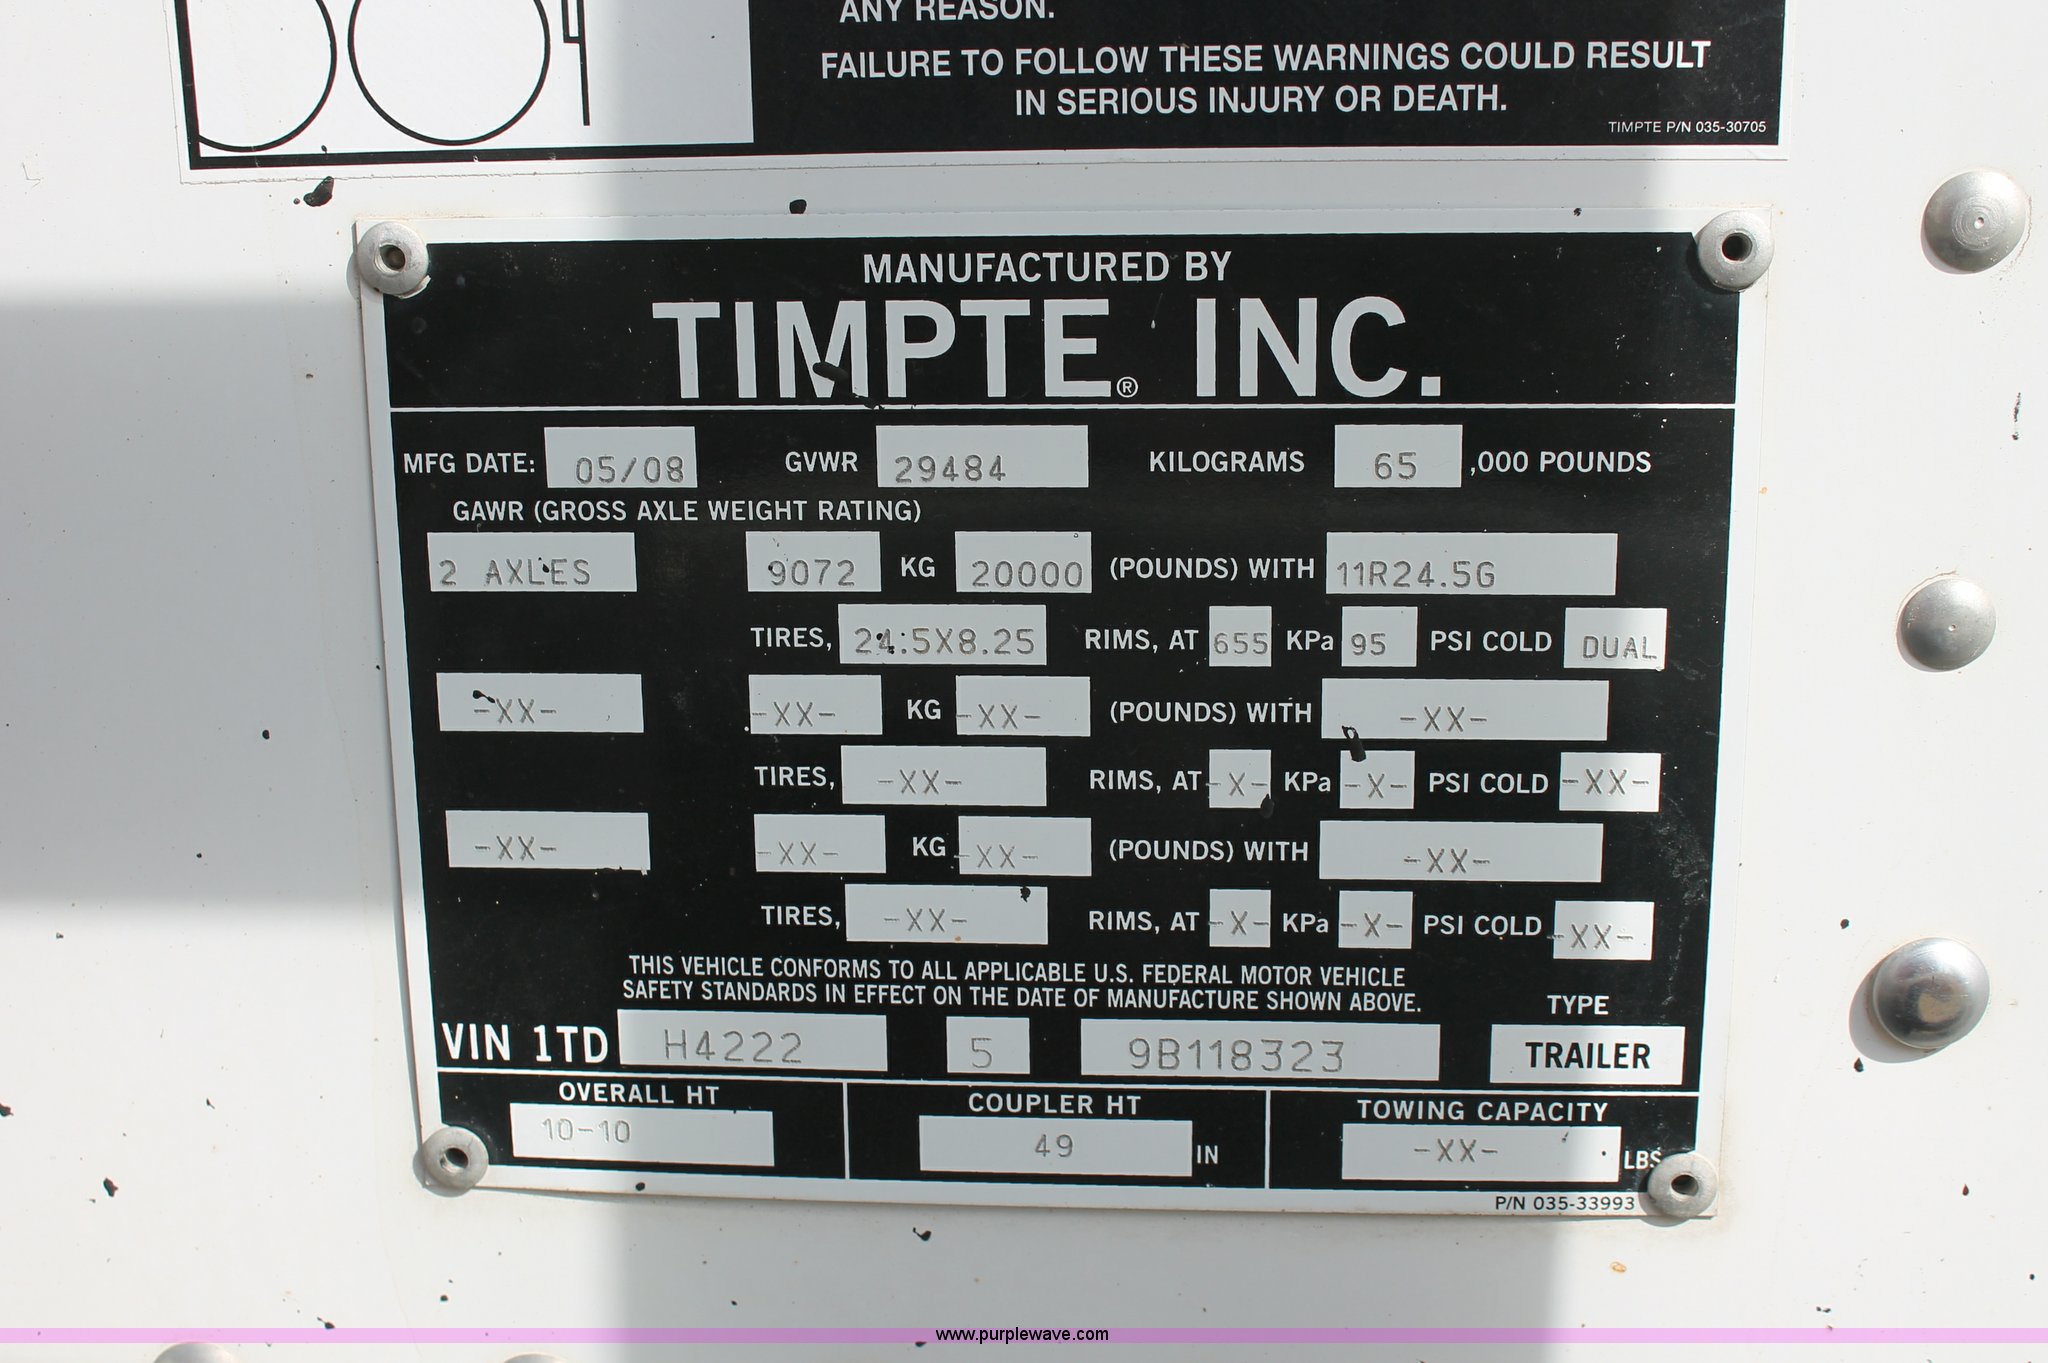 ANY REASON.
FAILURE TO FOLLOW THESE WARNINGS COULD RESULT
IN SERIOUS INJURY OR DEATH.
TIMPTE P/N 035-30705
MANUFACTURED BY
TIMPTE® INC.
MFG DATE: 05/08 GVWR 29484 KILOGRAMS 65 ,000 POUNDS
GAWR (GROSS AXLE WEIGHT RATING)
2 AXLES 9072 KG 20000 (POUNDS) WITH 11R24.5G
TIRES, 24.5X8.25 RIMS, AT 655 KPa 95 PSI COLD DUAL
-XX- -XX- KG -XX- (POUNDS) WITH -XX-
TIRES, -XX- RIMS, AT -X- KPa -X- PSI COLD -XX-
-XX- -XX- KG -XX- (POUNDS) WITH -XX-
TIRES, -XX- RIMS, AT -X- KPa -X- PSI COLD -XX-
THIS VEHICLE CONFORMS TO ALL APPLICABLE U.S. FEDERAL MOTOR VEHICLE
SAFETY STANDARDS IN EFFECT ON THE DATE OF MANUFACTURE SHOWN ABOVE.
TYPE
VIN 1TD H4222 5 9B118323 TRAILER
OVERALL HT COUPLER HT TOWING CAPACITY
10-10 49 IN -XX- LBS
P/N 035-33993
www.purplewave.com